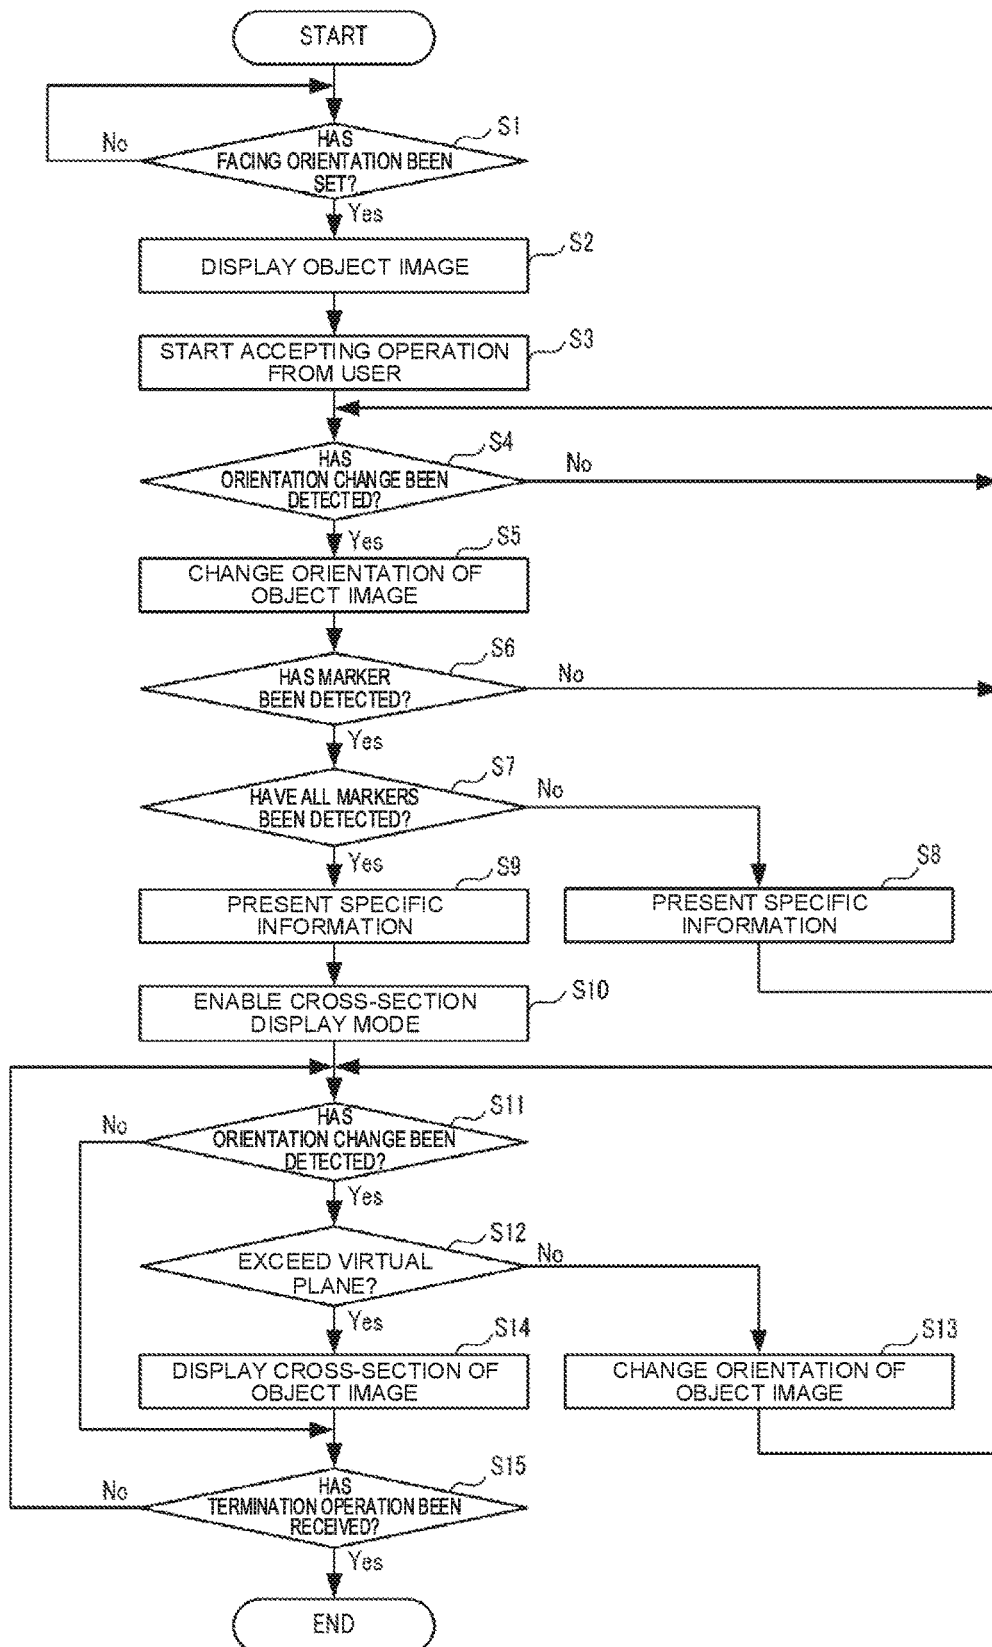 START
S1
No
HAS
FACING ORIENTATION BEEN
SET?
Yes
S2
DISPLAY OBJECT IMAGE
S3
START ACCEPTING OPERATION
FROM USER
S4
HAS
ORIENTATION CHANGE BEEN
DETECTED?
No
Yes
S5
CHANGE ORIENTATION OF
OBJECT IMAGE
S6
HAS MARKER
BEEN DETECTED?
No
Yes
S7
HAVE ALL MARKERS
BEEN DETECTED?
No
Yes
S9
PRESENT SPECIFIC
INFORMATION
S8
PRESENT SPECIFIC
INFORMATION
S10
ENABLE CROSS-SECTION
DISPLAY MODE
S11
No
HAS
ORIENTATION CHANGE BEEN
DETECTED?
Yes
S12
EXCEED VIRTUAL
PLANE?
No
Yes
S14
DISPLAY CROSS-SECTION OF
OBJECT IMAGE
S13
CHANGE ORIENTATION OF
OBJECT IMAGE
S15
No
HAS
TERMINATION OPERATION BEEN
RECEIVED?
Yes
END